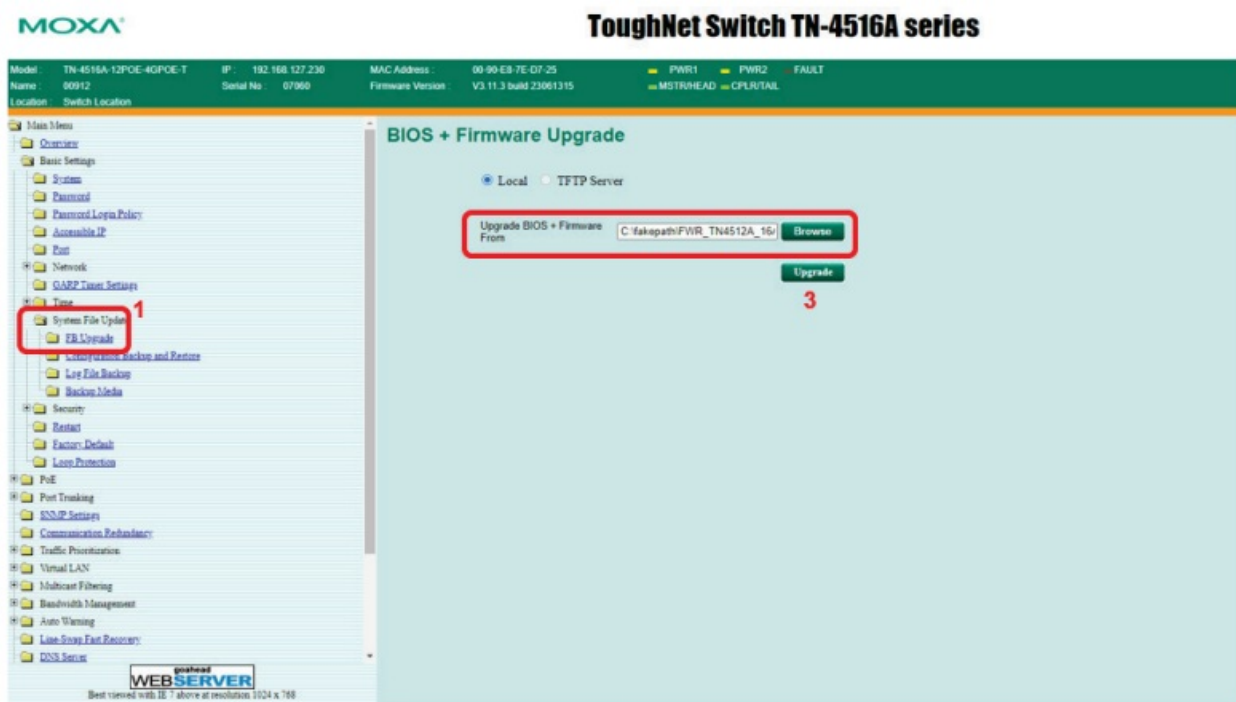 MOXA
ToughNet Switch TN-4516A series
Model : TN-4516A-12POE-4GPOE-T IP : 192.168.127.230 MAC Address : 00-90-E8-7E-D7-25 PWR1 PWR2 FAULT
Name : 00912 Serial No : 07060 Firmware Version : V3.11.3 build 23061315 MSTR/HEAD CPLR/TAIL
Location : Switch Location
Main Menu
Overview
Basic Settings
System
Password
Password Login Policy
Accessible IP
Port
Network
GARP Timer Settings
Time
1
System File Update
FB Upgrade
Configuration Backup and Restore
Log File Backup
Backup Media
Security
Restart
Factory Default
Loop Protection
PoE
Port Trunking
SNMP Settings
Communication Redundancy
Traffic Prioritization
Virtual LAN
Multicast Filtering
Bandwidth Management
Auto Warning
Line-Swap Fast Recovery
DNS Server
goahead
WEBSERVER
Best viewed with IE 7 above at resolution 1024 x 768
BIOS + Firmware Upgrade
Local TFTP Server
Upgrade BIOS + Firmware
From
C:\fakepath\FWR_TN4512A_16A Browse
Upgrade
3